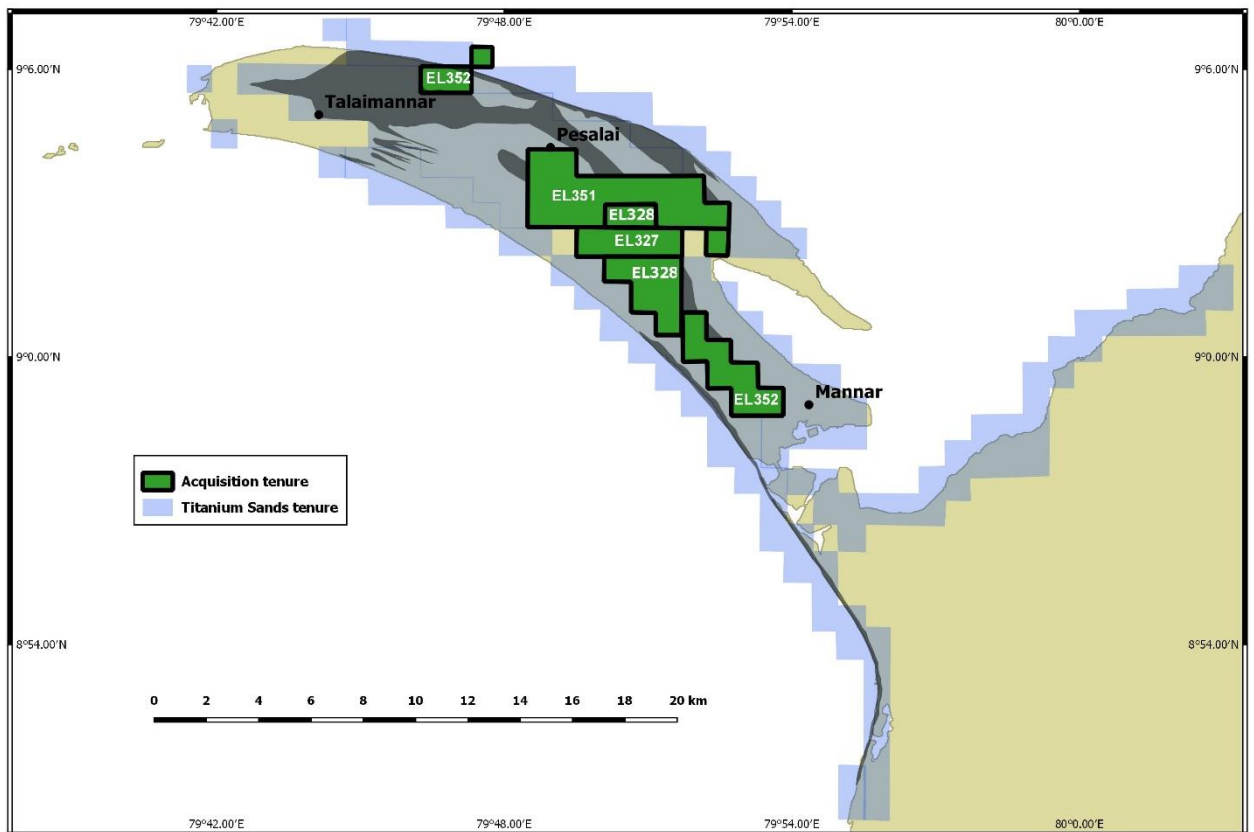 79°42.00'E 79°48.00'E 79°54.00'E 80°0.00'E
9°6.00'N 9°6.00'N
EL352
Talaimannar
Pesalai
EL351
EL328
EL327
EL328
9°0.00'N 9°0.00'N
EL352
Mannar
Acquisition tenure
Titanium Sands tenure
8°54.00'N 8°54.00'N
0 2 4 6 8 10 12 14 16 18 20 km
79°42.00'E 79°48.00'E 79°54.00'E 80°0.00'E